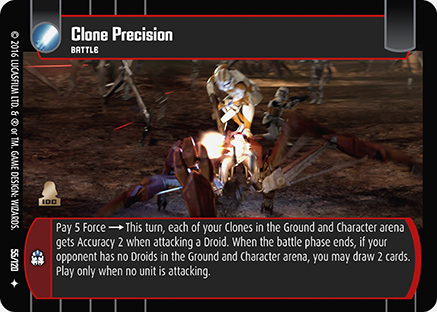 Clone Precision
BATTLE
© 2016 LUCASFILM LTD. & ® or TM. GAME DESIGN: WIZARDS.
IDC
Pay 5 Force → This turn, each of your Clones in the Ground and Character arena
gets Accuracy 2 when attacking a Droid. When the battle phase ends, if your
opponent has no Droids in the Ground and Character arena, you may draw 2 cards.
Play only when no unit is attacking.